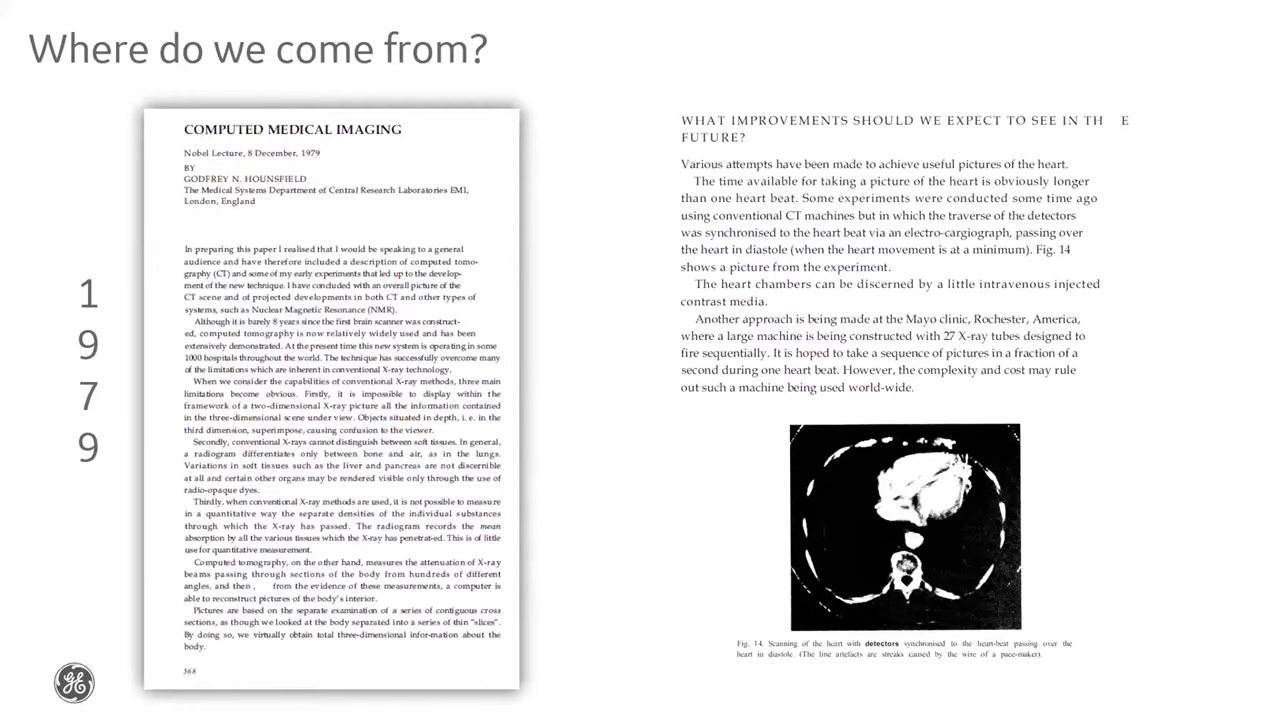 Where do we come from?
1
9
7
9
COMPUTED MEDICAL IMAGING
Nobel Lecture, 8 December, 1979
BY
GODFREY N. HOUNSFIELD
The Medical Systems Department of Central Research Laboratories EMI,
London, England
In preparing this paper I realised that I would be speaking to a general
audience and have therefore included a description of computed tomo-
graphy (CT) and some of my early experiments that led up to the develop-
ment of the new technique. I have concluded with an overall picture of the
CT scene and of projected developments in both CT and other types of
systems, such as Nuclear Magnetic Resonance (NMR).
Although it is barely 8 years since the first brain scanner was construct-
ed, computed tomography is now relatively widely used and has been
extensively demonstrated. At the present time this new system is operating in some
1000 hospitals throughout the world. The technique has successfully overcome many
of the limitations which are inherent in conventional X-ray technology.
When we consider the capabilities of conventional X-ray methods, three main
limitations become obvious. Firstly, it is impossible to display within the
framework of a two-dimensional X-ray picture all the information contained
in the three-dimensional scene under view. Objects situated in depth, i. e. in the
third dimension, superimpose, causing confusion to the viewer.
Secondly, conventional X-rays cannot distinguish between soft tissues. In general,
a radiogram differentiates only between bone and air, as in the lungs.
Variations in soft tissues such as the liver and pancreas are not discernible
at all and certain other organs may be rendered visible only through the use of
radio-opaque dyes.
Thirdly, when conventional X-ray methods are used, it is not possible to measure
in a quantitative way the separate densities of the individual substances
through which the X-ray has passed. The radiogram records the mean
absorption by all the various tissues which the X-ray has penetrat-ed. This is of little
use for quantitative measurement.
Computed tomography, on the other hand, measures the attenuation of X-ray
beams passing through sections of the body from hundreds of different
angles, and then , from the evidence of these measurements, a computer is
able to reconstruct pictures of the body's interior.
Pictures are based on the separate examination of a series of contiguous cross
sections, as though we looked at the body separated into a series of thin "slices".
By doing so, we virtually obtain total three-dimensional infor-mation about the
body.
568
WHAT IMPROVEMENTS SHOULD WE EXPECT TO SEE IN TH E
FUTURE?
Various attempts have been made to achieve useful pictures of the heart.
The time available for taking a picture of the heart is obviously longer
than one heart beat. Some experiments were conducted some time ago
using conventional CT machines but in which the traverse of the detectors
was synchronised to the heart beat via an electro-cargiograph, passing over
the heart in diastole (when the heart movement is at a minimum). Fig. 14
shows a picture from the experiment.
The heart chambers can be discerned by a little intravenous injected
contrast media.
Another approach is being made at the Mayo clinic, Rochester, America,
where a large machine is being constructed with 27 X-ray tubes designed to
fire sequentially. It is hoped to take a sequence of pictures in a fraction of a
second during one heart beat. However, the complexity and cost may rule
out such a machine being used world-wide.
Fig. 14. Scanning of the heart with detectors synchronised to the heart-beat passing over the
heart in diastole. (The line artefacts are streaks caused by the wire of a pace-maker).
GE